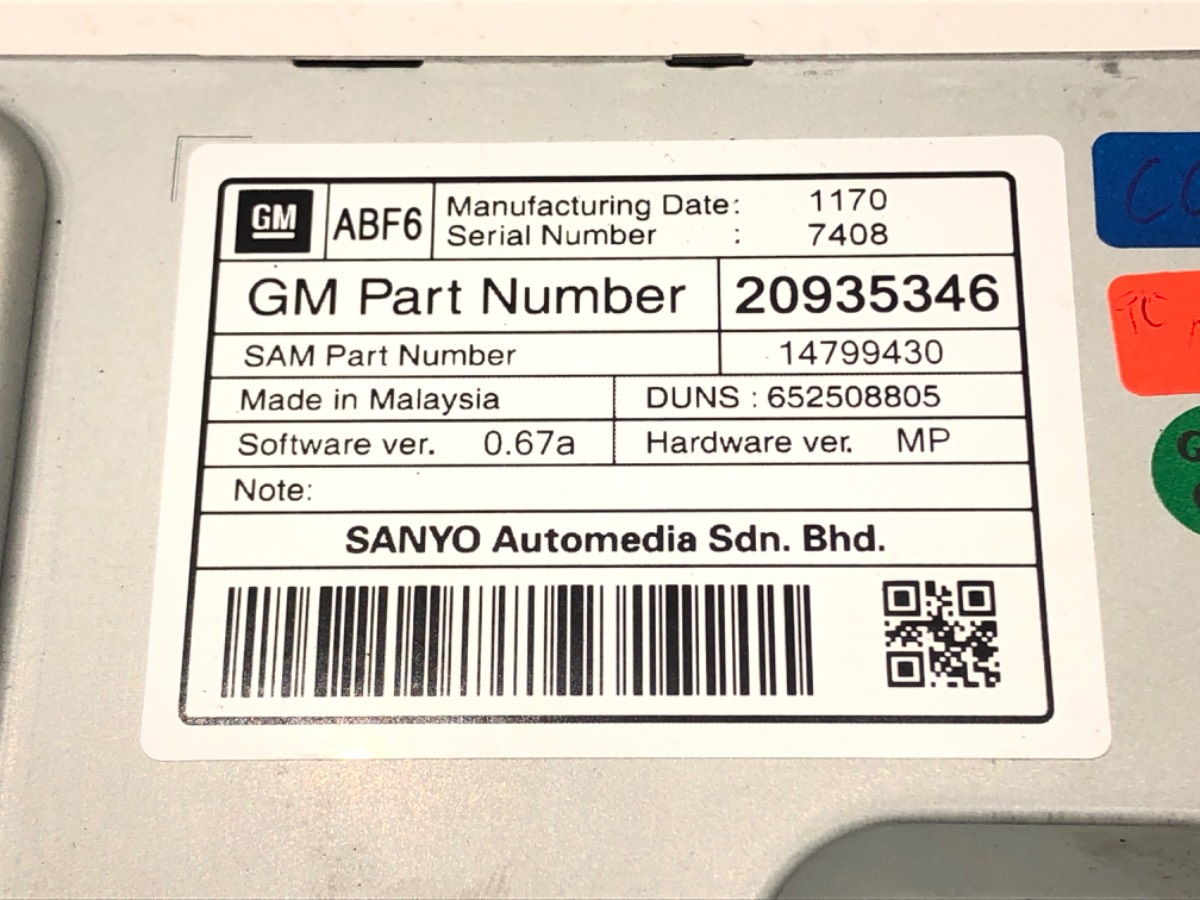 GM ABF6 Manufacturing Date: 1170
Serial Number : 7408
GM Part Number 20935346
SAM Part Number 14799430
Made in Malaysia DUNS : 652508805
Software ver. 0.67a Hardware ver. MP
Note:
SANYO Automedia Sdn. Bhd.